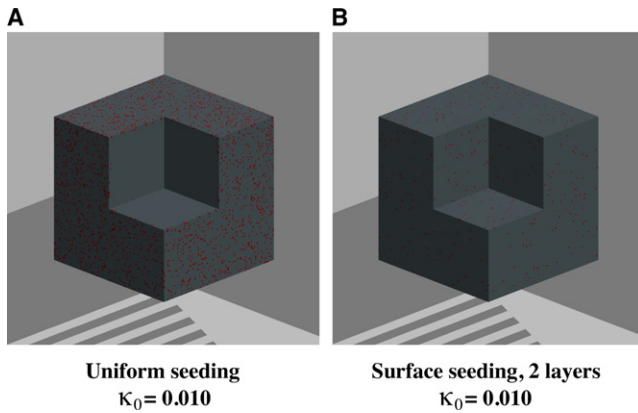 A
B
Uniform seeding
κ₀= 0.010
Surface seeding, 2 layers
κ₀= 0.010